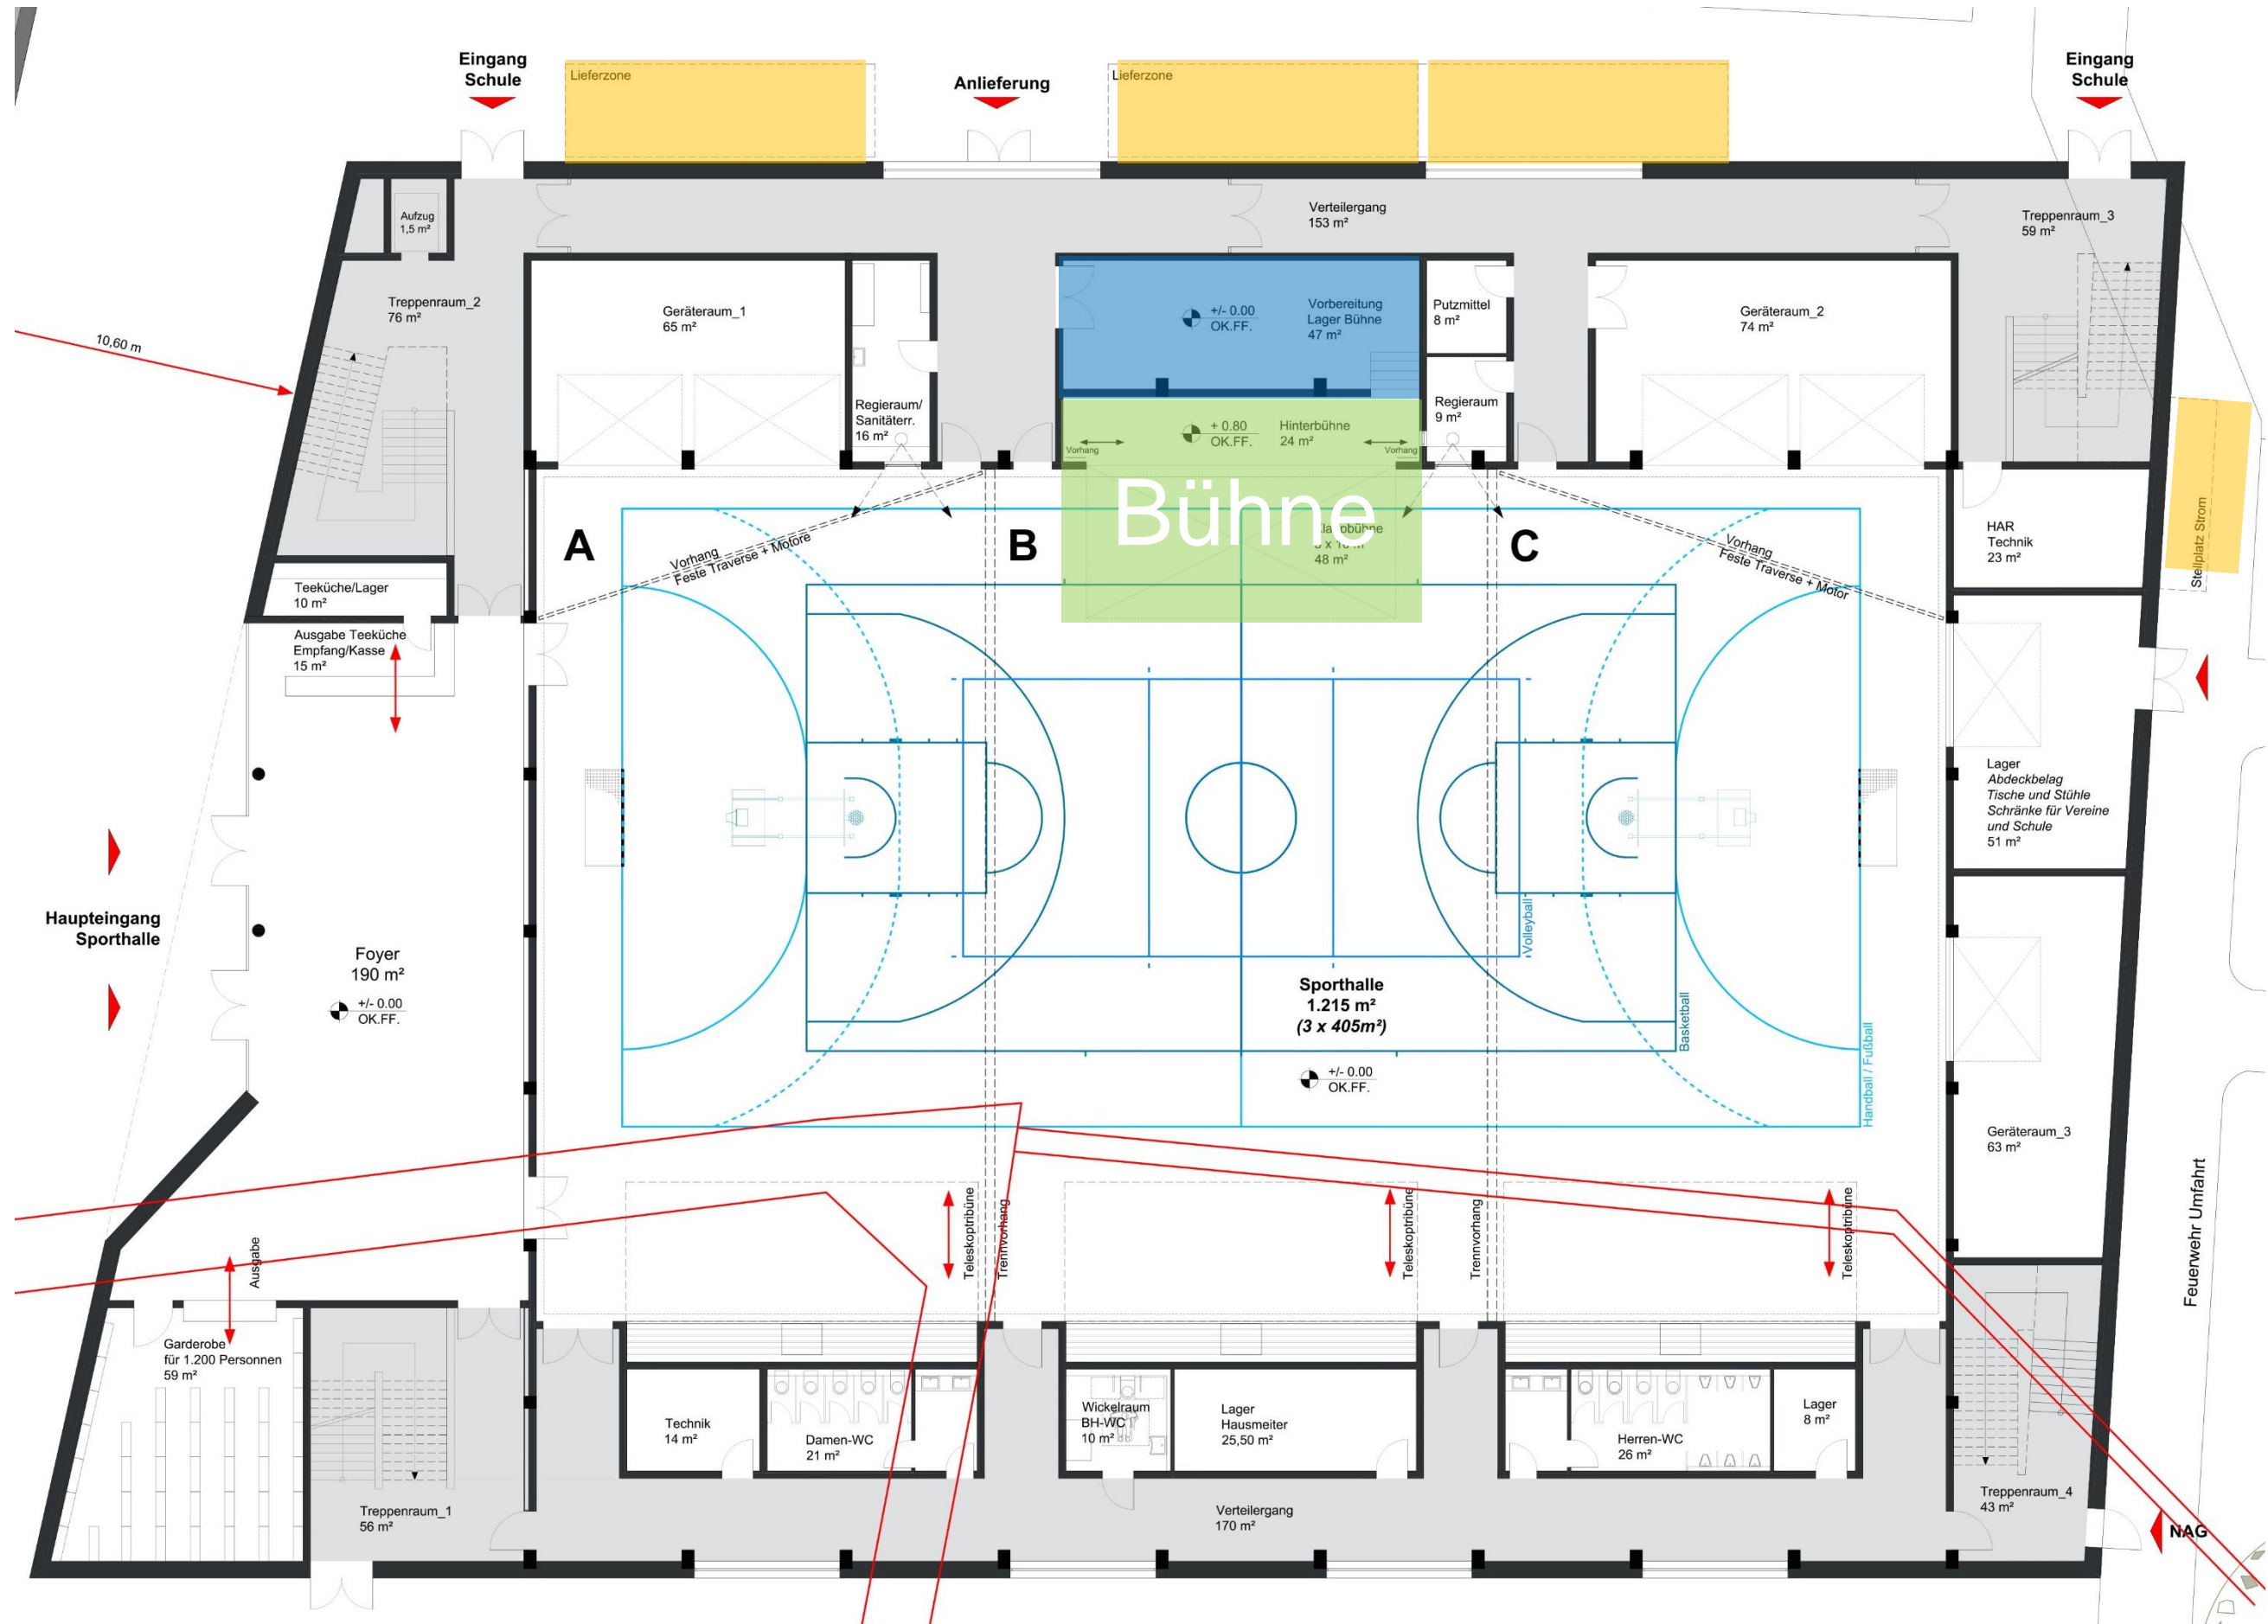 Eingang
Schule
Lieferzone
Anlieferung
Lieferzone
Eingang
Schule
Aufzug
1,5 m²
Verteilergang
153 m²
Treppenraum_3
59 m²
Treppenraum_2
76 m²
Geräteraum_1
65 m²
+/- 0.00
OK.FF.
Vorbereitung
Lager Bühne
47 m²
Putzmittel
8 m²
Geräteraum_2
74 m²
10,60 m
Regieraum/
Sanitäterr.
16 m²
Regieraum
9 m²
+ 0.80
OK.FF.
Hinterbühne
24 m²
Vorhang
Vorhang
Bühne
A
B
C
48 m²
Vorhang
Feste Traverse + Motore
Vorhang
Feste Traverse + Motor
HAR
Technik
23 m²
Stellplatz Strom
Teeküche/Lager
10 m²
Ausgabe Teeküche
Empfang/Kasse
15 m²
Lager
Abdeckbelag
Tische und Stühle
Schränke für Vereine
und Schule
51 m²
Haupteingang
Sporthalle
Foyer
190 m²
+/- 0.00
OK.FF.
Volleyball
Sporthalle
1.215 m²
(3 x 405m²)
Basketball
Handball / Fußball
+/- 0.00
OK.FF.
Geräteraum_3
63 m²
Feuerwehr Umfahrt
Teleskoptribüne
Trennvorhang
Teleskoptribüne
Trennvorhang
Teleskoptribüne
Ausgabe
Garderobe
für 1.200 Personnen
59 m²
Technik
14 m²
Damen-WC
21 m²
Wickelraum
BH-WC
10 m²
Lager
Hausmeiter
25,50 m²
Herren-WC
26 m²
Lager
8 m²
Treppenraum_1
56 m²
Verteilergang
170 m²
Treppenraum_4
43 m²
NAG